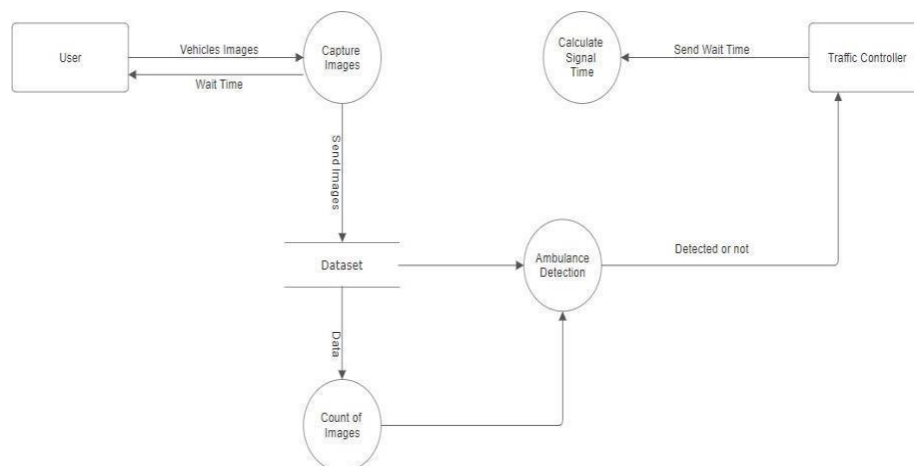 User
Vehicles Images
Wait Time
Capture
Images
Calculate
Signal
Time
Send Wait Time
Traffic Controller
Send Images
Dataset
Ambulance
Detection
Detected or not
Data
Count of
Images